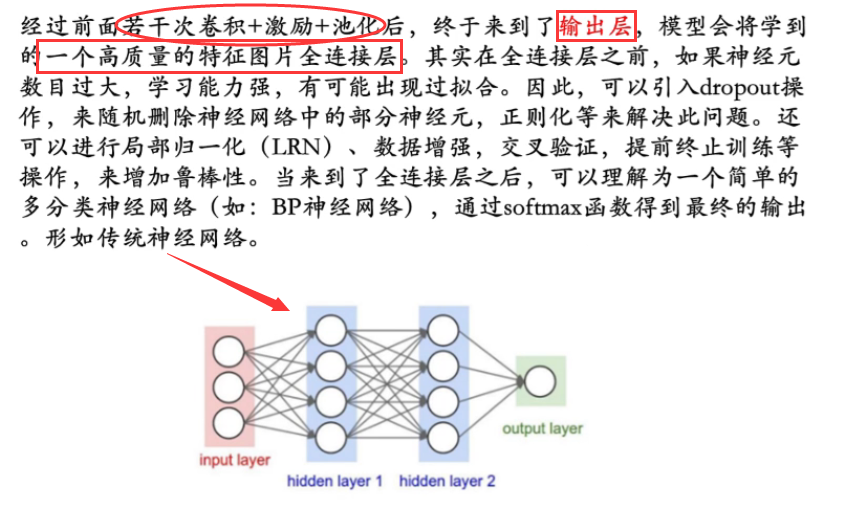 经过前面若干次卷积+激励+池化后，终于来到了输出层，模型会将学到
的一个高质量的特征图片全连接层。其实在全连接层之前，如果神经元
数目过大，学习能力强，有可能出现过拟合。因此，可以引入dropout操
作，来随机删除神经网络中的部分神经元，正则化等来解决此问题。还
可以进行局部归一化（LRN）、数据增强，交叉验证，提前终止训练等
操作，来增加鲁棒性。当来到了全连接层之后，可以理解为一个简单的
多分类神经网络（如：BP神经网络），通过softmax函数得到最终的输出
。形如传统神经网络。
input layer
hidden layer 1
hidden layer 2
output layer